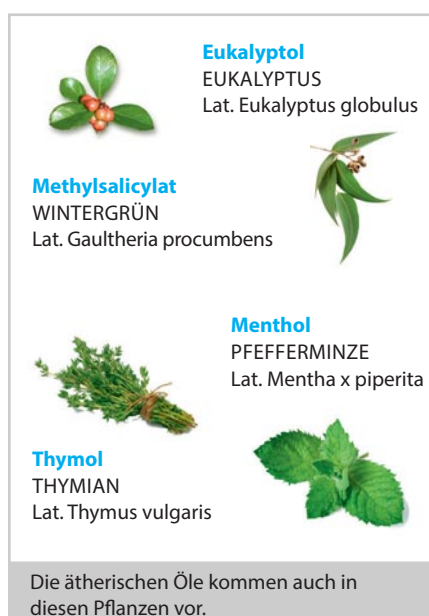 Eukalyptol
EUKALYPTUS
Lat. Eukalyptus globulus
Methylsalicylat
WINTERGRÜN
Lat. Gaultheria procumbens
Menthol
PFEFFERMINZE
Lat. Mentha x piperita
Thymol
THYMIAN
Lat. Thymus vulgaris
Die ätherischen Öle kommen auch in
diesen Pflanzen vor.